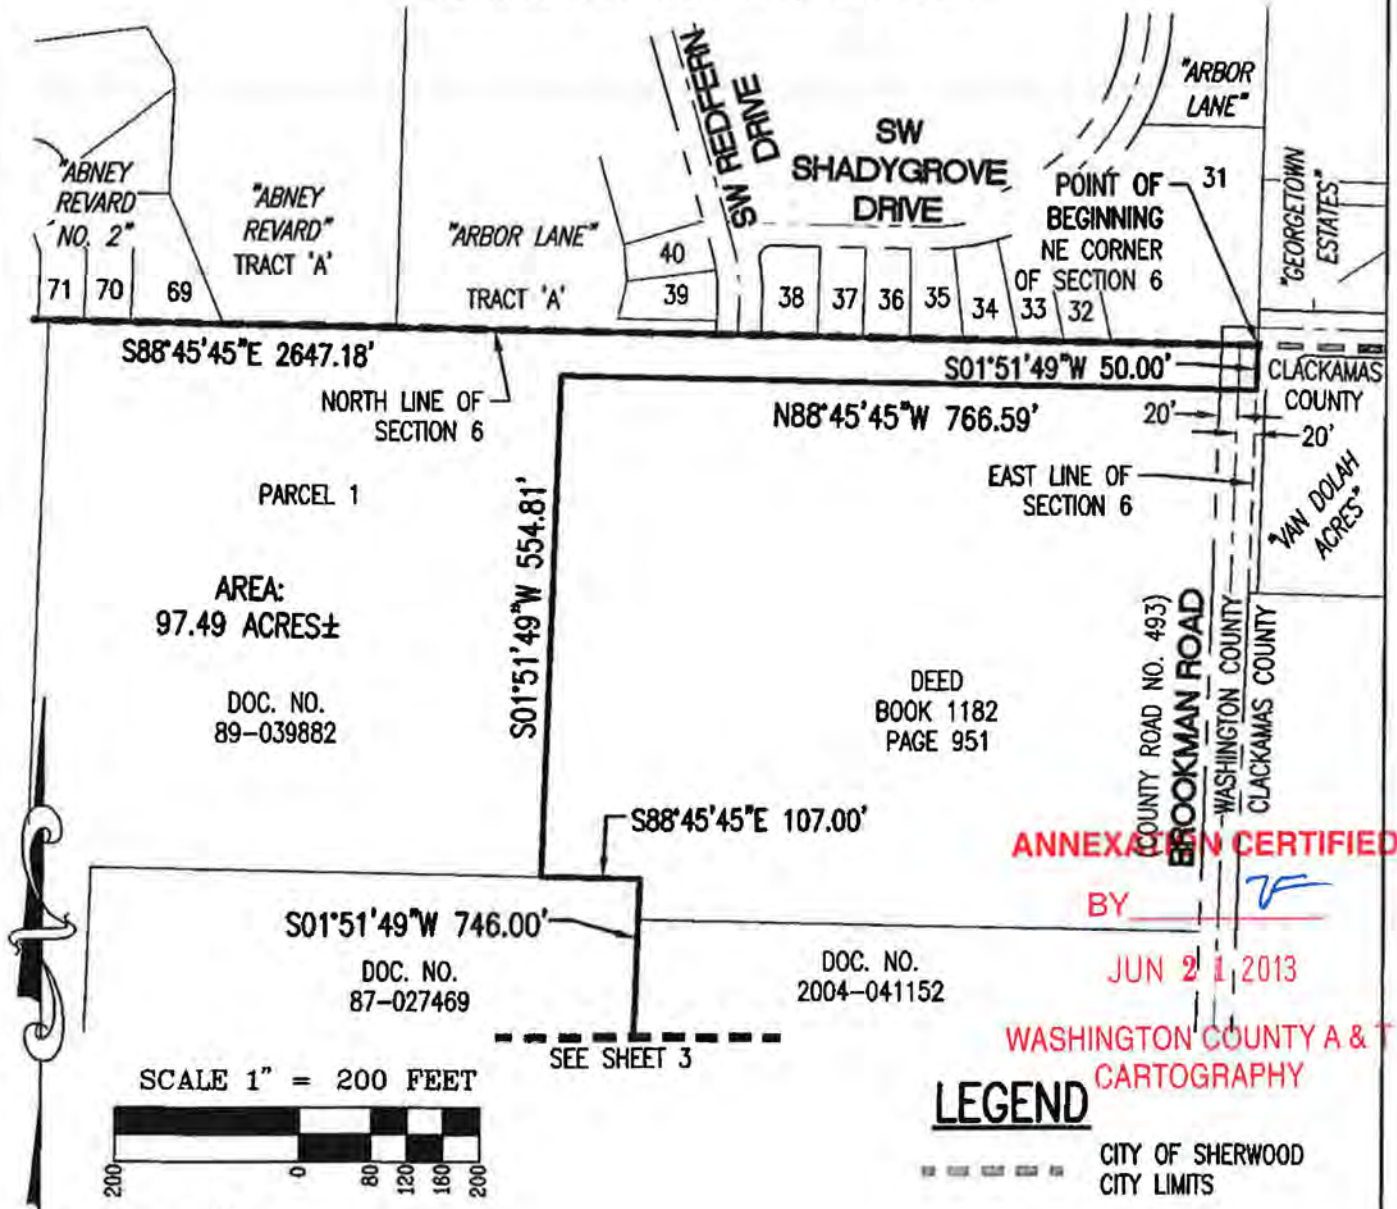 "ARBOR
LANE"
SW REDFERN
DRIVE
SW
SHADYGROVE
DRIVE
"ABNEY
REVARD
NO. 2"
"ABNEY
REVARD"
TRACT 'A'
"ARBOR LANE"
TRACT 'A'
POINT OF
BEGINNING
NE CORNER
OF SECTION 6
31
"GEORGETOWN
ESTATES"
71
70
69
40
39
38
37
36
35
34
33
32
S88°45'45"E 2647.18'
S01°51'49"W 50.00'
CLACKAMAS
COUNTY
NORTH LINE OF
SECTION 6
N88°45'45"W 766.59'
20'
20'
EAST LINE OF
SECTION 6
"VAN DOLAH
ACRES"
PARCEL 1
S01°51'49"W 554.81'
AREA:
97.49 ACRES±
DOC. NO.
89-039882
DEED
BOOK 1182
PAGE 951
(COUNTY ROAD NO. 493)
BROOKMAN ROAD
WASHINGTON COUNTY
CLACKAMAS COUNTY
S88°45'45"E 107.00'
ANNEXATION CERTIFIED
BY
S01°51'49"W 746.00'
DOC. NO.
87-027469
DOC. NO.
2004-041152
JUN 21 2013
SEE SHEET 3
WASHINGTON COUNTY A & T
CARTOGRAPHY
SCALE 1" = 200 FEET
200
0
80
120
160
200
LEGEND
CITY OF SHERWOOD
CITY LIMITS